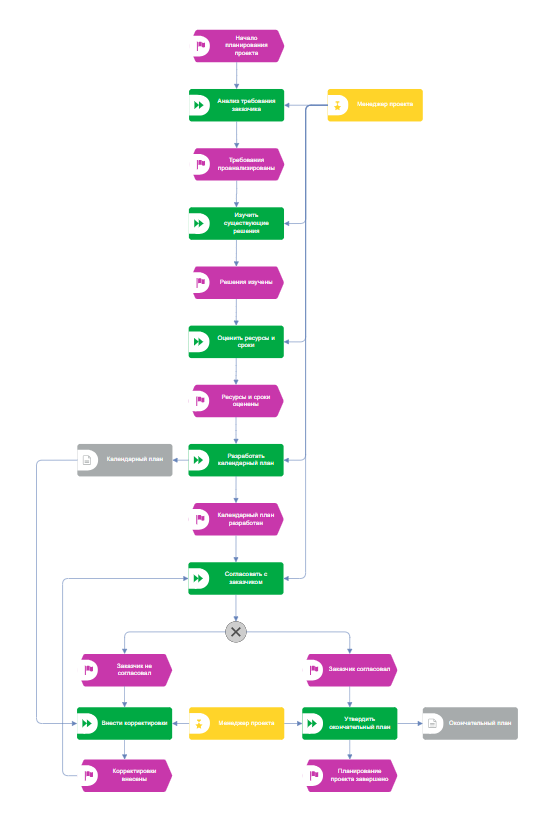 Начало
планирования
проекта
Анализ требования
заказчика
Менеджер проекта
Требования
проанализированы
Изучить
существующие
решения
Решения изучены
Оценить ресурсы и
сроки
Ресурсы и сроки
оценены
Календарный план
Разработать
календарный план
Календарный план
разработан
Согласовать с
заказчиком
Заказчик не
согласовал
Заказчик согласовал
Внести корректировки
Менеджер проекта
Утвердить
окончательный план
Окончательный план
Корректировки
внесены
Планирование
проекта завершено